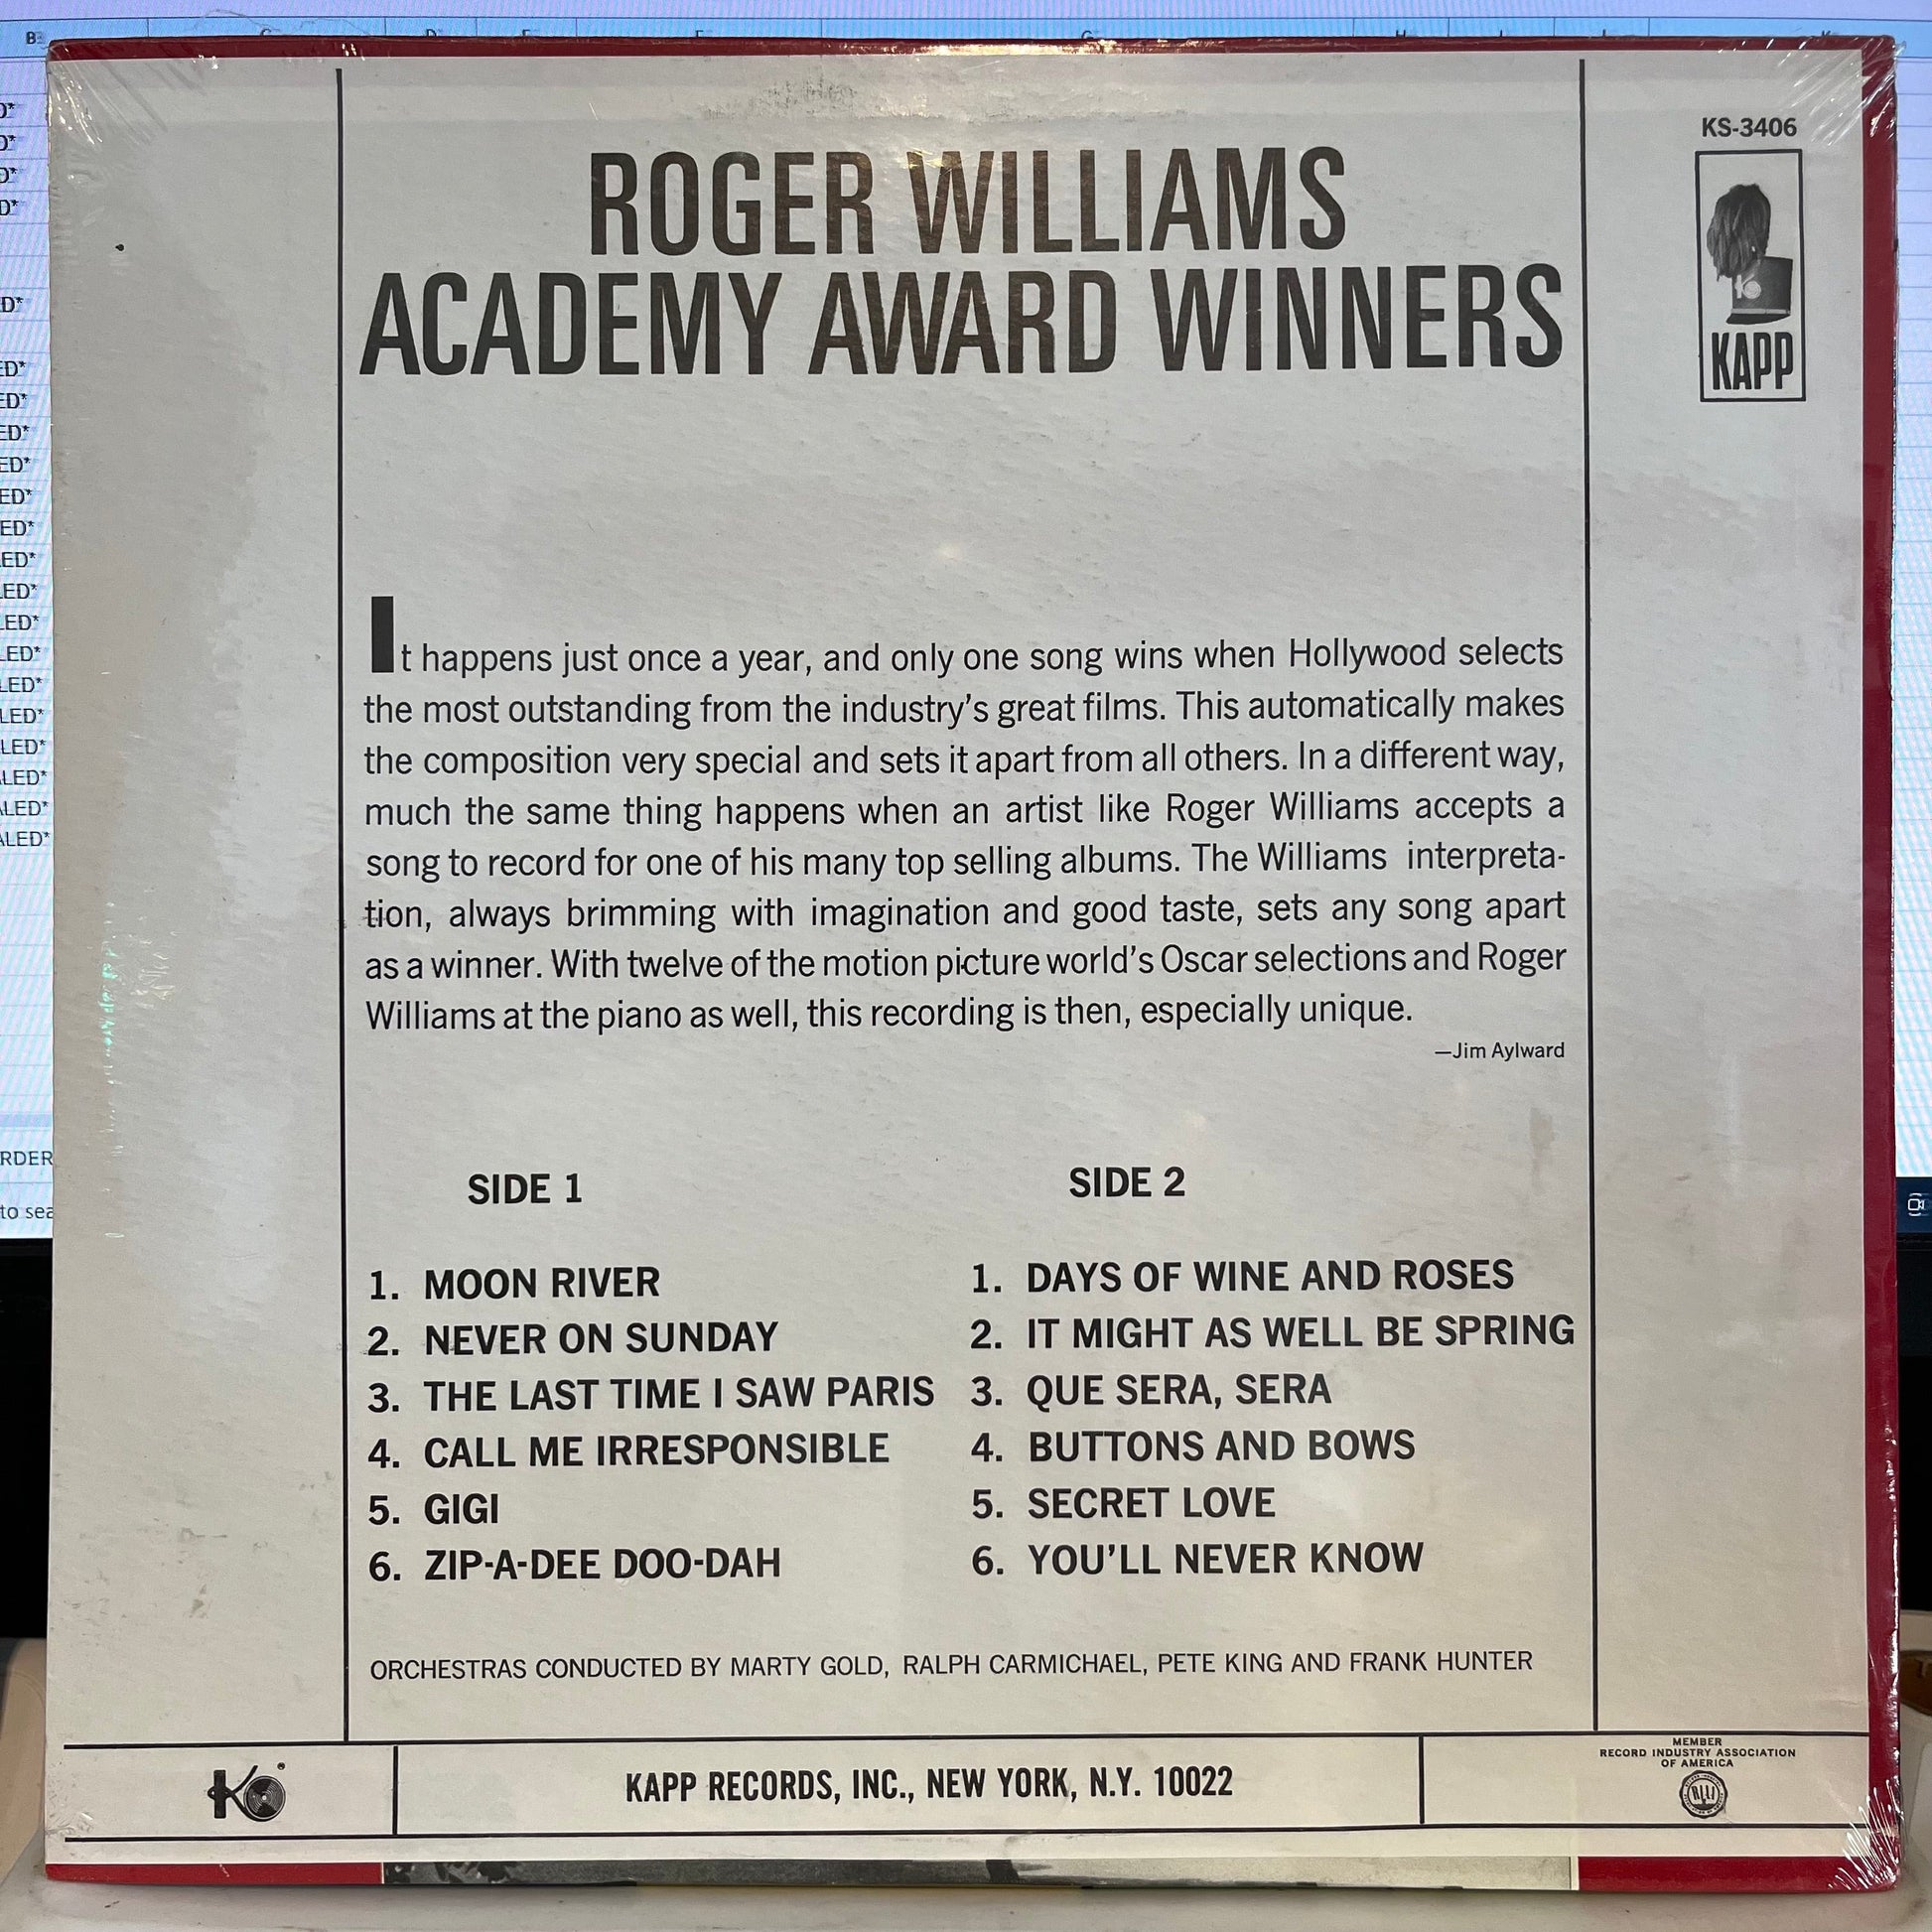 KS-3406
KAPP
ROGER WILLIAMS
ACADEMY AWARD WINNERS
It happens just once a year, and only one song wins when Hollywood selects
the most outstanding from the industry's great films. This automatically makes
the composition very special and sets it apart from all others. In a different way,
much the same thing happens when an artist like Roger Williams accepts a
song to record for one of his many top selling albums. The Williams interpreta-
tion, always brimming with imagination and good taste, sets any song apart
as a winner. With twelve of the motion picture world's Oscar selections and Roger
Williams at the piano as well, this recording is then, especially unique.
—Jim Aylward
SIDE 1
1. MOON RIVER
2. NEVER ON SUNDAY
3. THE LAST TIME I SAW PARIS
4. CALL ME IRRESPONSIBLE
5. GIGI
6. ZIP-A-DEE DOO-DAH
SIDE 2
1. DAYS OF WINE AND ROSES
2. IT MIGHT AS WELL BE SPRING
3. QUE SERA, SERA
4. BUTTONS AND BOWS
5. SECRET LOVE
6. YOU'LL NEVER KNOW
ORCHESTRAS CONDUCTED BY MARTY GOLD, RALPH CARMICHAEL, PETE KING AND FRANK HUNTER
KAPP RECORDS, INC., NEW YORK, N.Y. 10022
MEMBER
RECORD INDUSTRY ASSOCIATION
OF AMERICA